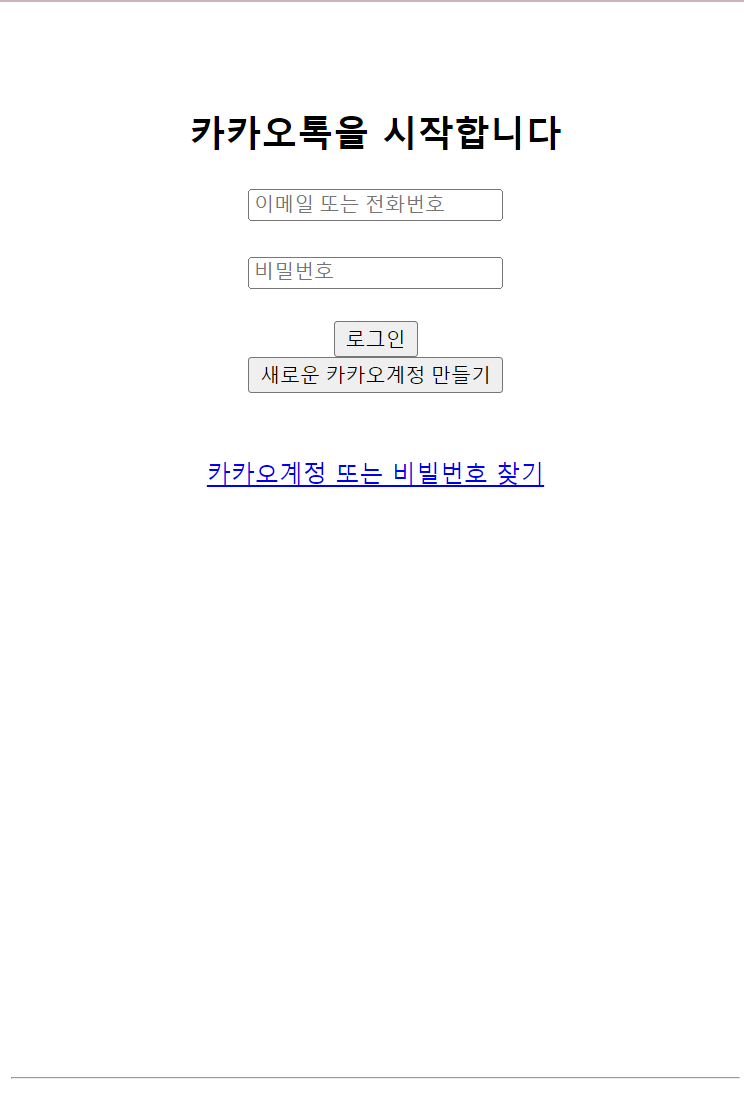 카카오톡을 시작합니다
이메일 또는 전화번호
비밀번호
로그인
새로운 카카오계정 만들기
카카오계정 또는 비빌번호 찾기